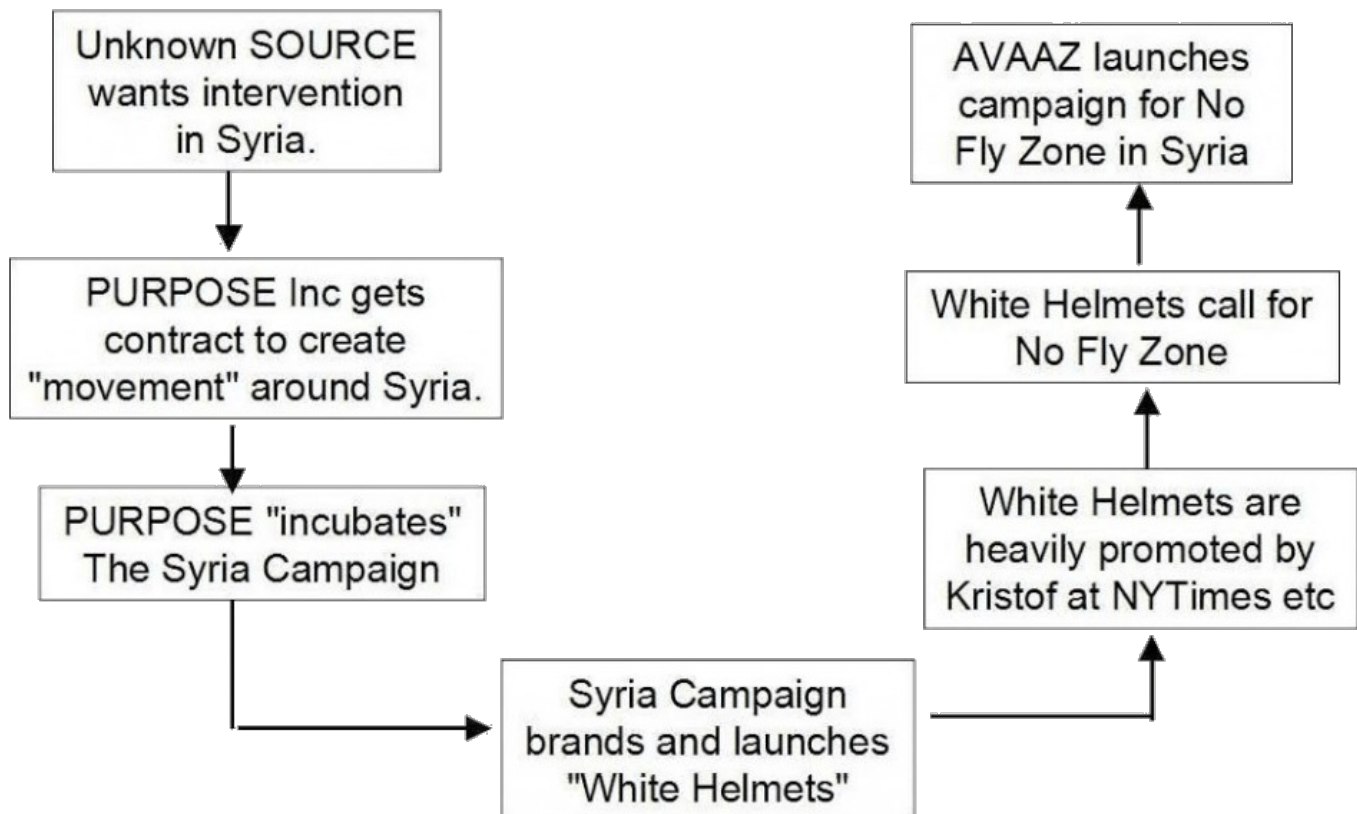 Unknown SOURCE
wants intervention
in Syria.
PURPOSE Inc gets
contract to create
"movement" around Syria.
PURPOSE "incubates"
The Syria Campaign
Syria Campaign
brands and launches
"White Helmets"
White Helmets are
heavily promoted by
Kristof at NYTimes etc
White Helmets call for
No Fly Zone
AVAAZ launches
campaign for No
Fly Zone in Syria